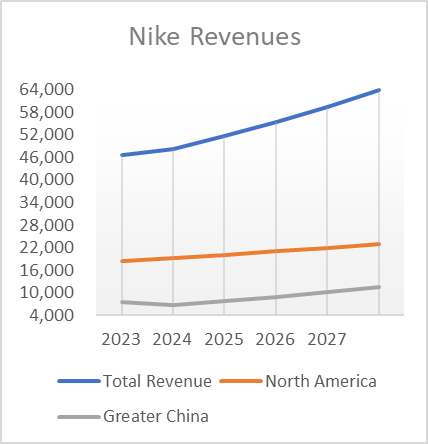 Nike Revenues
64,000
58,000
52,000
46,000
40,000
34,000
28,000
22,000
16,000
10,000
4,000
2023 2024 2025 2026 2027
Total Revenue North America
Greater China